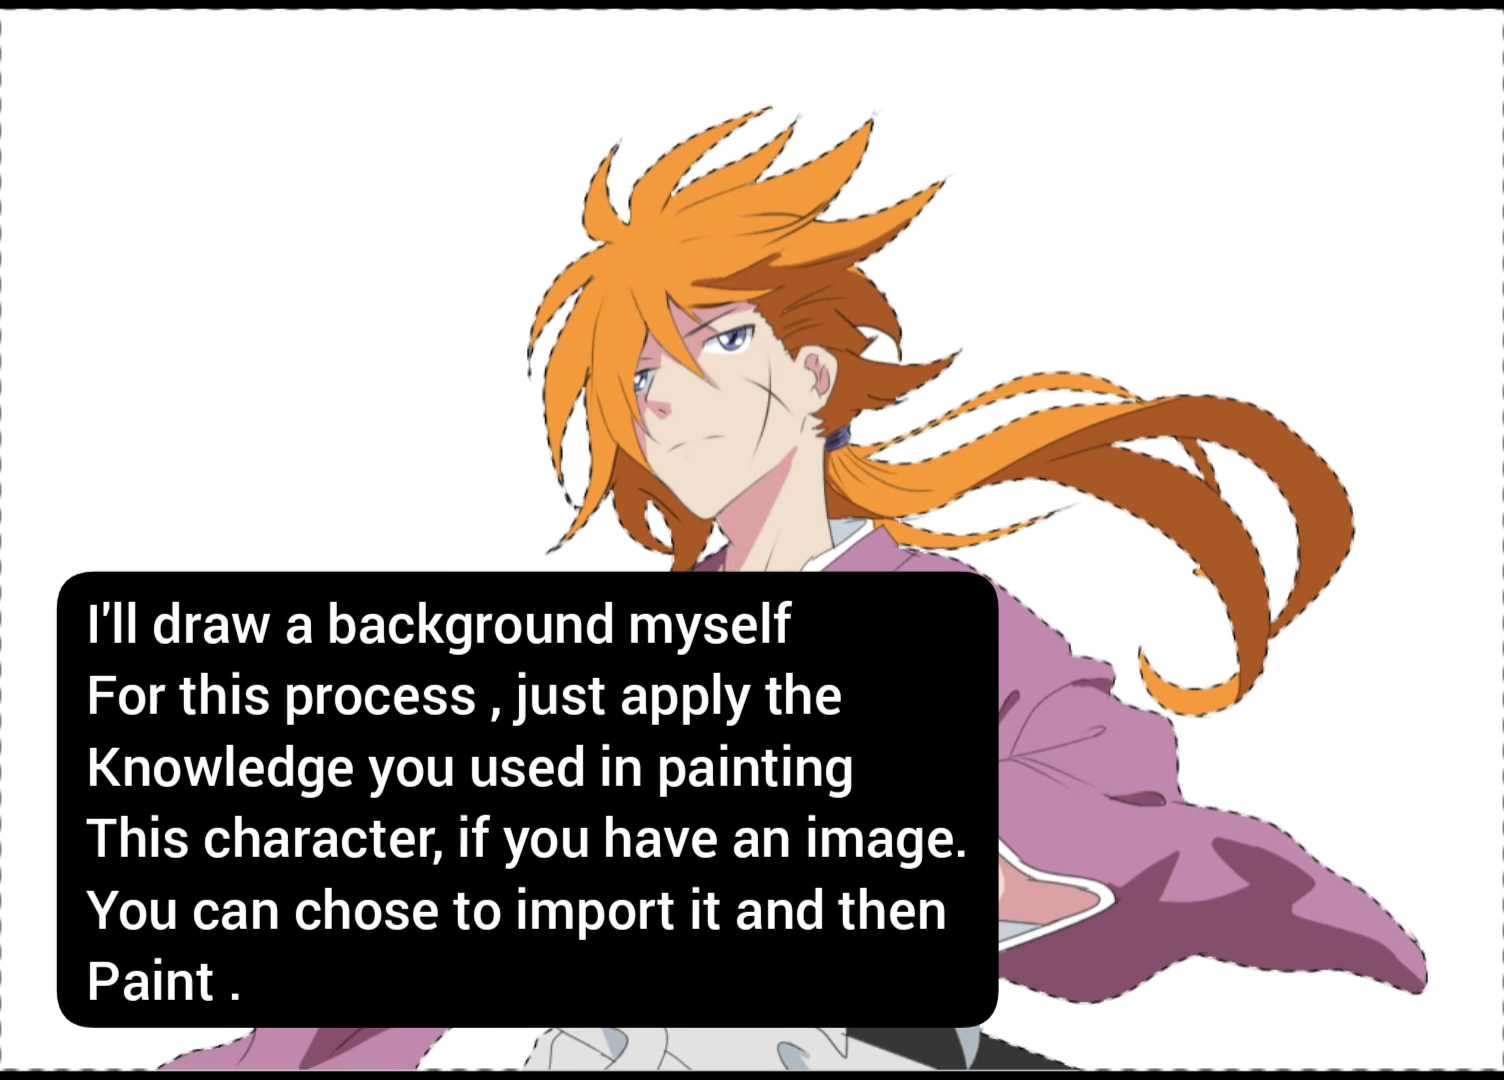 I'll draw a background myself
For this process , just apply the
Knowledge you used in painting
This character, if you have an image.
You can chose to import it and then
Paint .